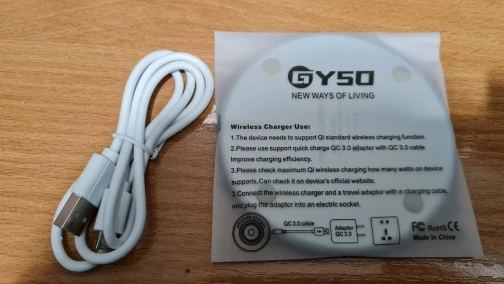 GYSO
NEW WAYS OF LIVING
Wireless Charger Use:
1.The device needs to support Qi standard wireless charging function.
2.Please use support quick charge QC 3.0 adapter with QC 3.0 cable
Improve charging efficiency.
3.Please check maximum Qi wireless charging how many watts on device
supports,Can check it on device's official website.
3.Connect the wireless charger and a travel adapter with a charging cable,
and plug the adaptor into an electric socket.
QC 3.0 cable
Adapter
QC 3.0
FC RoHS CE
Made in China